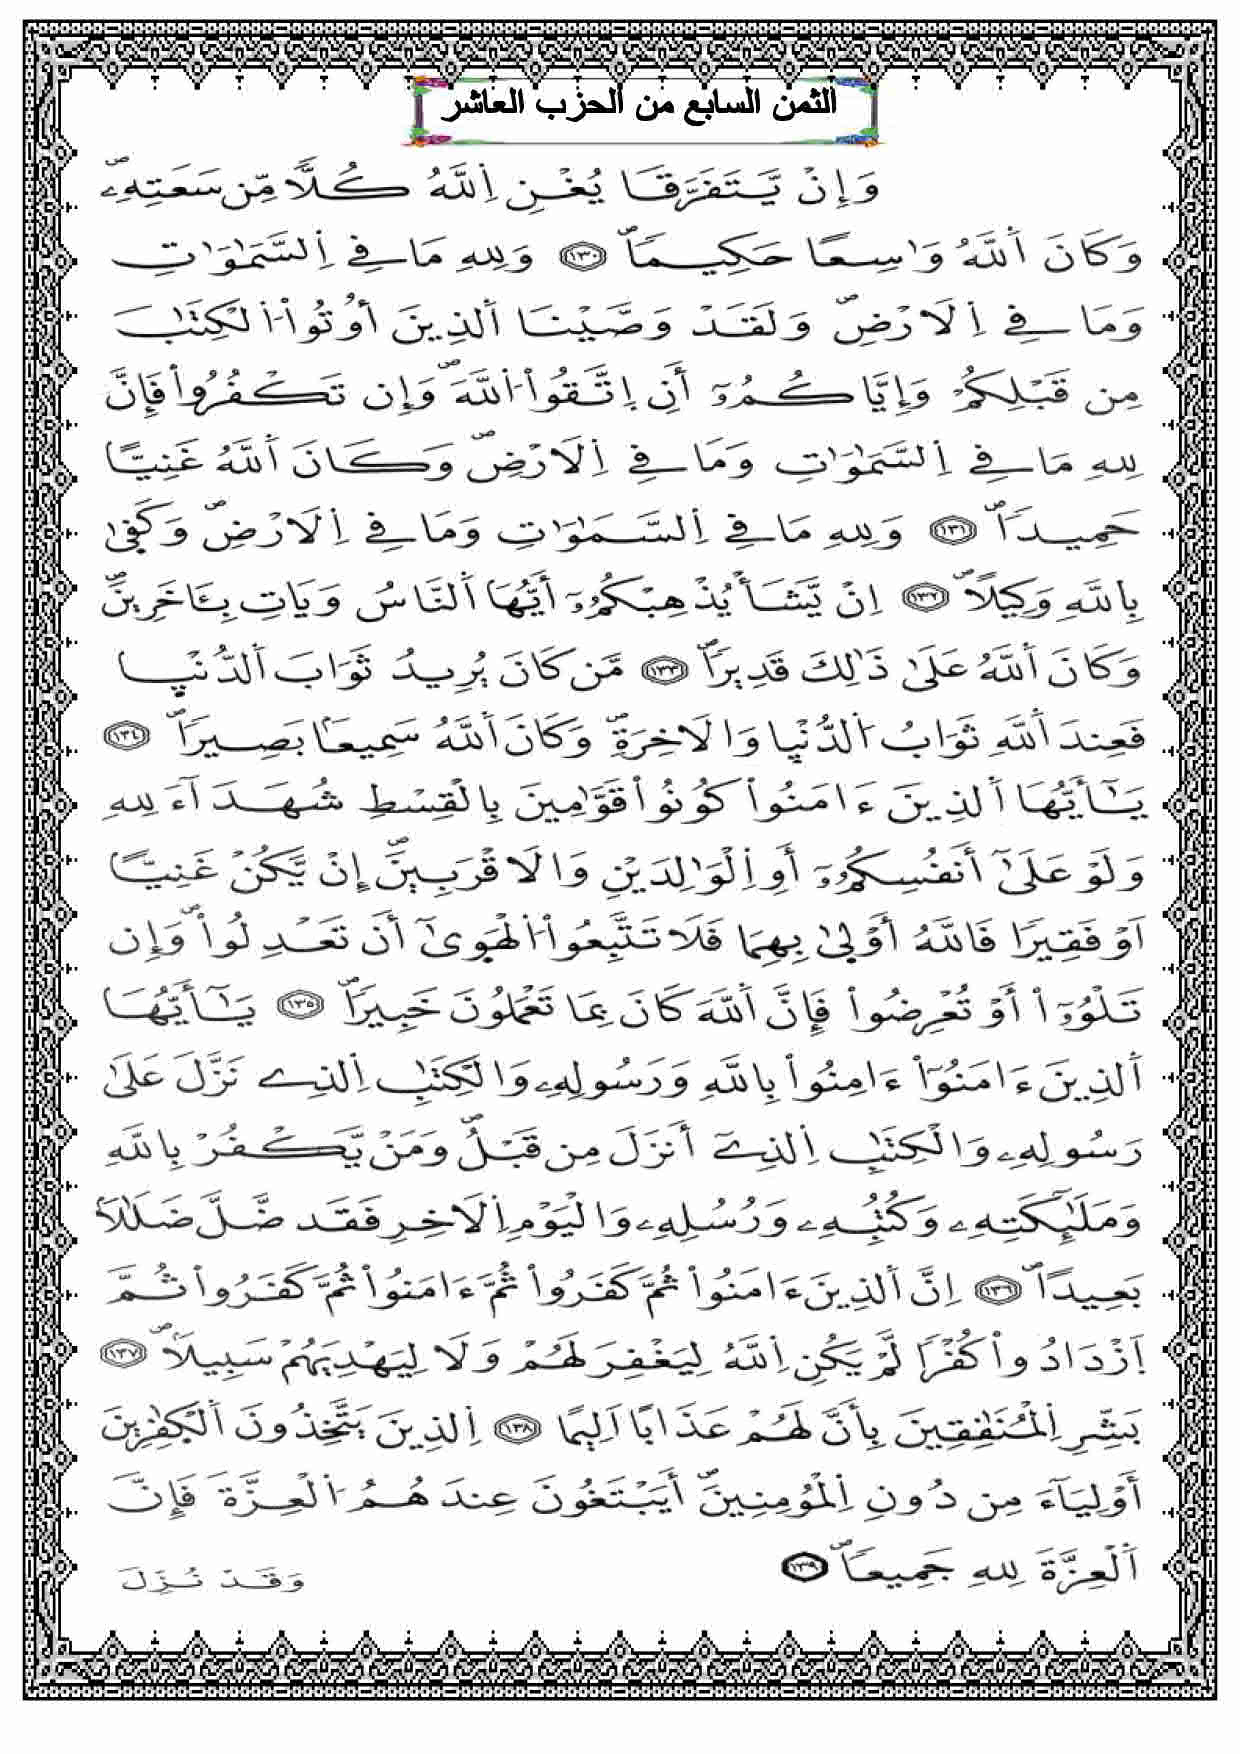 الثمن السابع من الحزب العاشر
وَإِنْ يَّتَفَرَّقَا يُغْنِ اِ۬للَّهُ كُلّاٗ مِّن سَعَتِهِۦۖ
وَكَانَ اَ۬للَّهُ وَٰسِعاً حَكِيماٗۖ ١٣٠ وَلِلهِ مَا فِے اِ۬لسَّمَٰوَٰتِ
وَمَا فِے اِ۬لَارْضِۖ وَلَقَدْ وَصَّيْنَا اَ۬لذِينَ أُوتُواْ اُ۬لْكِتَٰبَ
مِن قَبْلِكُمْ وَإِيَّاكُمُۥٓ أَنِ اِ۪تَّقُواْ اُ۬للَّهَۖ وَإِن تَكْفُرُواْ فَإِنَّ
لِلهِ مَا فِے اِ۬لسَّمَٰوَٰتِ وَمَا فِے اِ۬لَارْضِۖ وَكَانَ اَ۬للَّهُ غَنِيّاً
حَمِيداٗۖ ١٣١ وَلِلهِ مَا فِے اِ۬لسَّمَٰوَٰتِ وَمَا فِے اِ۬لَارْضِۖ وَكَفٜىٰ
بِاللَّهِ وَكِيلاًۖ ١٣٢ اِنْ يَّشَأْ يُذْهِبْكُمُۥٓ أَيُّهَا اَ۬لنَّاسُ وَيَاتِ بِـَٔاخَرِينَۖ
وَكَانَ اَ۬للَّهُ عَلَىٰ ذَٰلِكَ قَدِيراٗۖ ١٣٣ مَّن كَانَ يُرِيدُ ثَوَابَ اَ۬لدُّنْيٜا
فَعِندَ اَ۬للَّهِ ثَوَابُ اُ۬لدُّنْيٜا وَالَاخِرَةِۖ وَكَانَ اَ۬للَّهُ سَمِيعاَۢ بَصِيراٗۖ ١٣٤
يَٰٓأَيُّهَا اَ۬لذِينَ ءَامَنُواْ كُونُواْ قَوَّٰمِينَ بِالْقِسْطِ شُهَدَآءَ لِلهِ
وَلَوْ عَلَىٰٓ أَنفُسِكُمُۥٓ أَوِ اِ۬لْوَٰلِدَيْنِ وَالَاقْرَبِينَۖ إِنْ يَّكُنْ غَنِيّاً
اَوْ فَقِيراٗ فَاللَّهُ أَوْلٜىٰ بِهِمَا فَلَا تَتَّبِعُواْ اُ۬لْهَوٜىٰٓ أَن تَعْدِلُواْۖ وَإِن
تَلْوُۥٓاْ أَوْ تُعْرِضُواْ فَإِنَّ اَ۬للَّهَ كَانَ بِمَا تَعْمَلُونَ خَبِيراٗۖ ١٣٥ يَٰٓأَيُّهَا
اَ۬لذِينَ ءَامَنُوٓاْ ءَامِنُواْ بِاللَّهِ وَرَسُولِهِۦ وَالْكِتَٰبِ اِ۬لذِے نَزَّلَ عَلَىٰ
رَسُولِهِۦ وَالْكِتَٰبِ اِ۬لذِےٓ أَنزَلَ مِن قَبْلُۖ وَمَنْ يَّكْفُرْ بِاللَّهِ
وَمَلَٰٓئِكَتِهِۦ وَكُتُبِهِۦ وَرُسُلِهِۦ وَالْيَوْمِ اِ۬لَاخِرِ فَقَد ضَّلَّ ضَلَٰلاَۢ
بَعِيداًۖ ١٣٦ اِنَّ اَ۬لذِينَ ءَامَنُواْ ثُمَّ كَفَرُواْ ثُمَّ ءَامَنُواْ ثُمَّ كَفَرُواْ ثُمَّ
اَ۪زْدَادُواْ كُفْراٗ لَّمْ يَكُنِ اِ۬للَّهُ لِيَغْفِرَ لَهُمْ وَلَا لِيَهْدِيَهُمْ سَبِيلاَۢۖ ١٣٧
بَشِّرِ اِ۬لْمُنَٰفِقِينَ بِأَنَّ لَهُمْ عَذَاباً اَلِيماً ١٣٨ اِ۬لذِينَ يَتَّخِذُونَ اَ۬لْكٰٜفِرِينَ
أَوْلِيَآءَ مِن دُونِ اِ۬لْمُومِنِينَۖ أَيَبْتَغُونَ عِندَهُمُ اُ۬لْعِزَّةَ فَإِنَّ
اَ۬لْعِزَّةَ لِلهِ جَمِيعاٗۖ ١٣٩ وَقَدْ نُزِّلَ